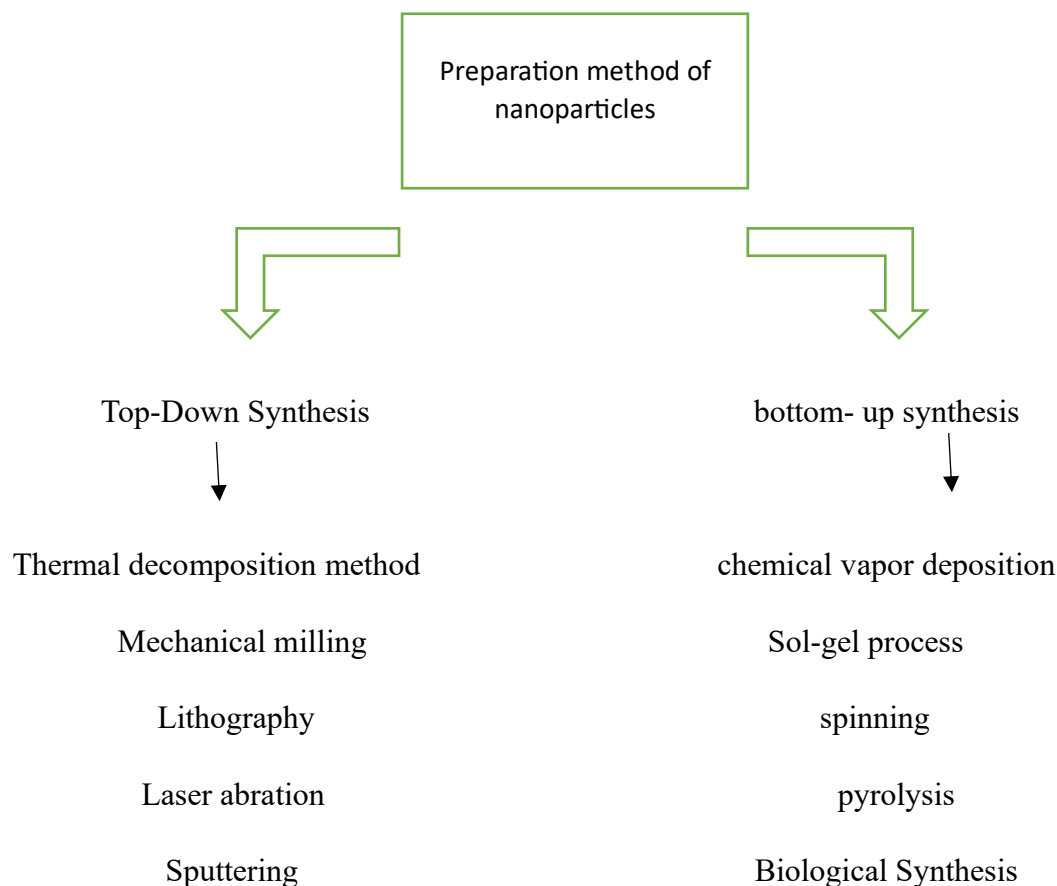 Preparation method of
nanoparticles
Top-Down Synthesis
bottom- up synthesis
Thermal decomposition method
chemical vapor deposition
Mechanical milling
Sol-gel process
Lithography
spinning
Laser abration
pyrolysis
Sputtering
Biological Synthesis